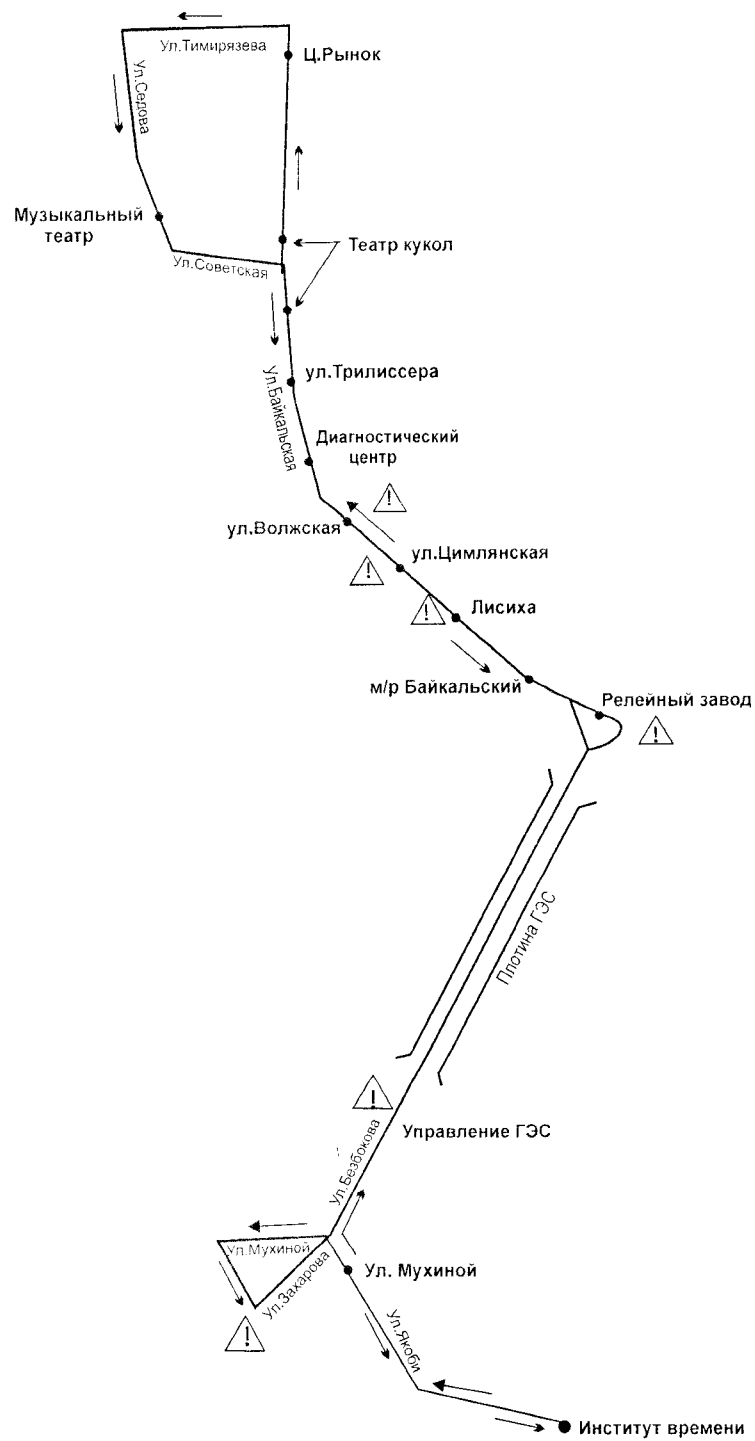 Ул.Тимирязева
Ц.Рынок
Ул.Седова
Музыкальный
театр
Театр кукол
Ул.Советская
ул.Трилиссера
Ул.Байкальская
Диагностический
центр
!
ул.Волжская
ул.Цимлянская
!
Лисиха
!
м/р Байкальский
Релейный завод
!
Плотина ГЭС
!
Управление ГЭС
Ул.Безбокова
Ул.Мухиной
Ул.Захарова
Ул. Мухиной
!
Ул.Якоби
Институт времени